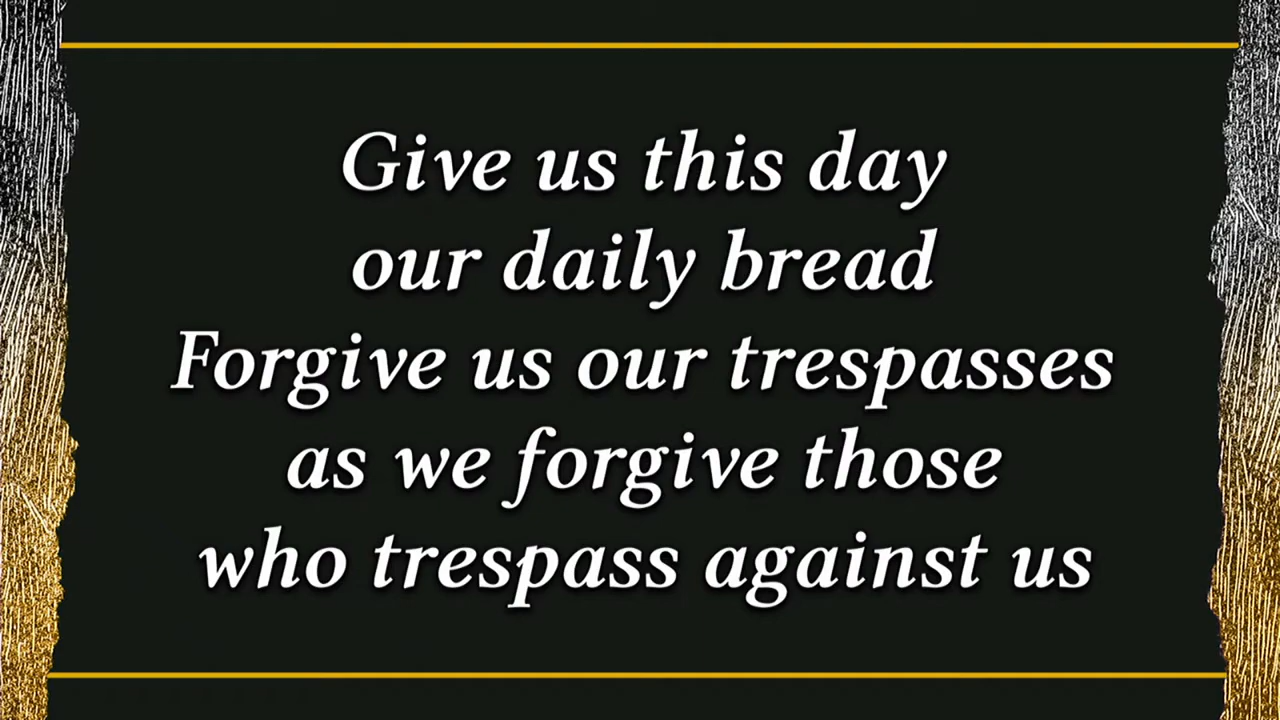 Give us this day
our daily bread
Forgive us our trespasses
as we forgive those
who trespass against us